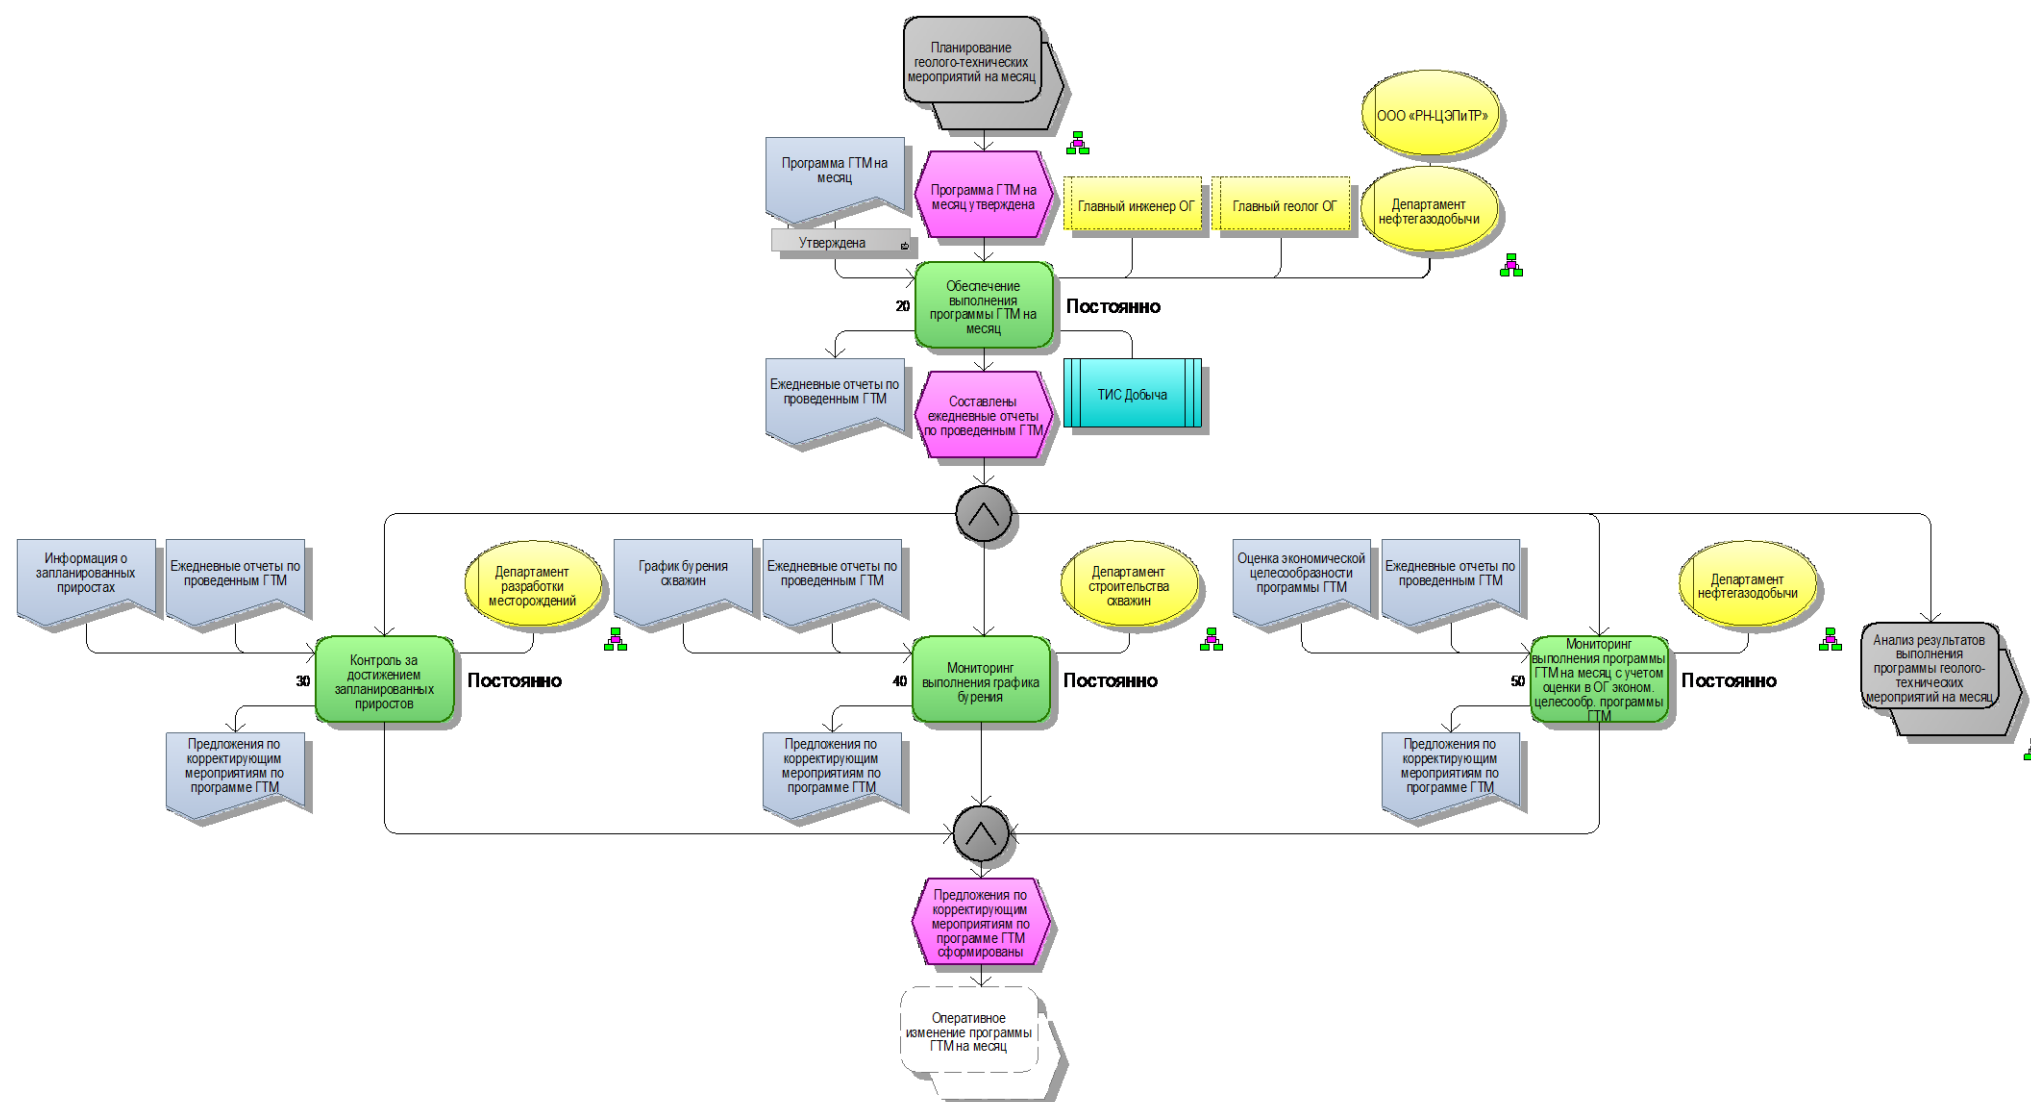 Планирование
геолого-технических
мероприятий на месяц
ООО «РН-ЦЭПиТР»
Программа ГТМ на
месяц
Утверждена
Программа ГТМ на
месяц утверждена
Главный инженер ОГ
Главный геолог ОГ
Департамент
нефтегазодобычи
20
Обеспечение
выполнения
программы ГТМ на
месяц
Постоянно
Ежедневные отчеты по
проведенным ГТМ
Составлены
ежедневные отчеты
по проведенным ГТМ
ТИС Добыча
Информация о
запланированных
приростах
Ежедневные отчеты по
проведенным ГТМ
Департамент
разработки
месторождений
График бурения
скважин
Ежедневные отчеты по
проведенным ГТМ
Департамент
строительства
скважин
Оценка экономической
целесообразности
программы ГТМ
Ежедневные отчеты по
проведенным ГТМ
Департамент
нефтегазодобычи
30
Контроль за
достижением
запланированных
приростов
Постоянно
40
Мониторинг
выполнения графика
бурения
Постоянно
50
Мониторинг
выполнения программы
ГТМ на месяц с учетом
оценки в ОГ эконом.
целесообр. программы
ГТМ
Постоянно
Анализ результатов
выполнения
программы геолого-
технических
мероприятий на месяц
Предложения по
корректирующим
мероприятиям по
программе ГТМ
Предложения по
корректирующим
мероприятиям по
программе ГТМ
Предложения по
корректирующим
мероприятиям по
программе ГТМ
Предложения по
корректирующим
мероприятиям по
программе ГТМ
сформированы
Оперативное
изменение программы
ГТМ на месяц